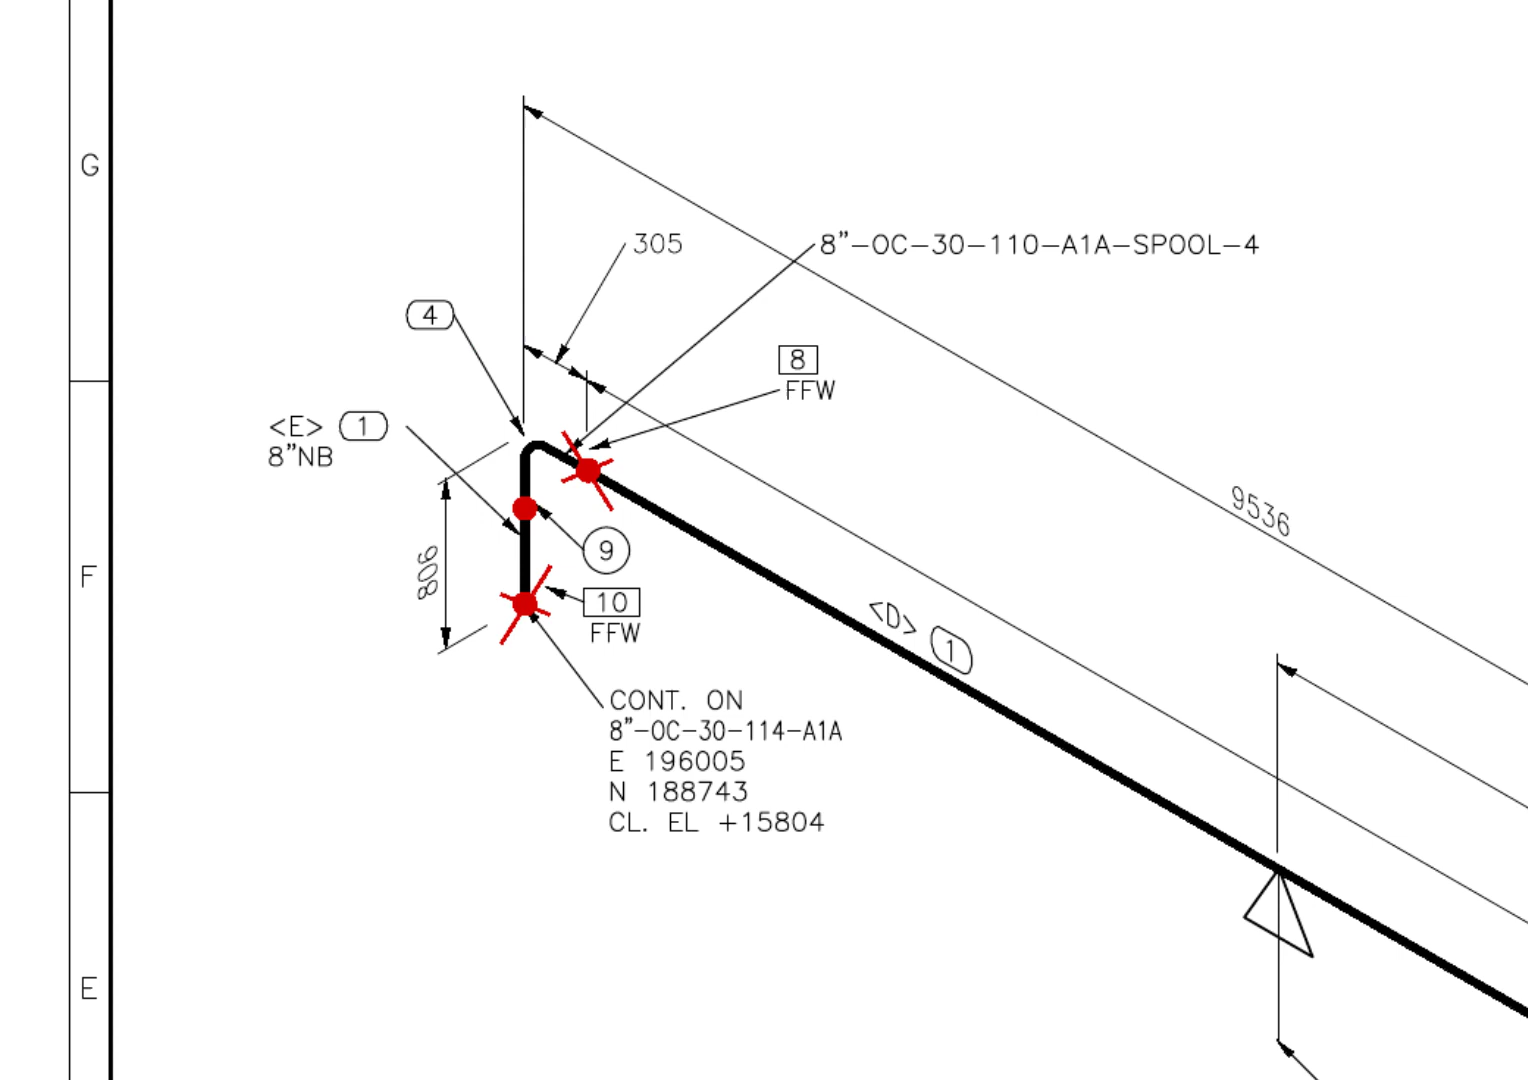 G
305
8”-OC-30-110-A1A-SPOOL-4
4
8
FFW
<E> 1
8”NB
9536
9
806
F
10
FFW
<D> 1
CONT. ON
8”-OC-30-114-A1A
E 196005
N 188743
CL. EL +15804
E